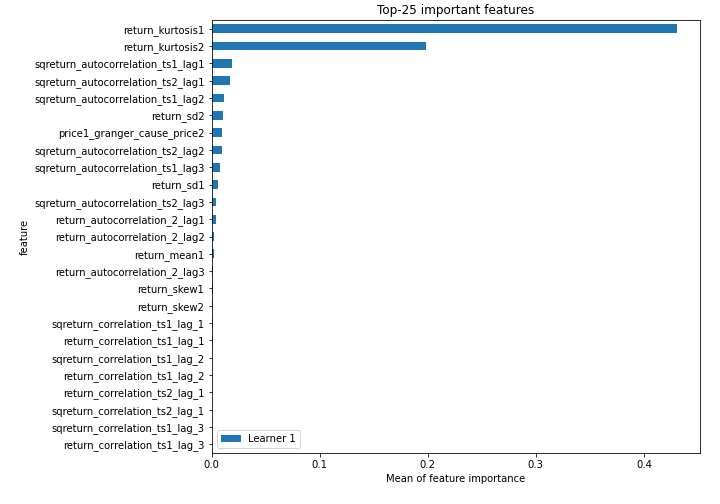 Top-25 important features
return_kurtosis1
return_kurtosis2
sqreturn_autocorrelation_ts1_lag1
sqreturn_autocorrelation_ts2_lag1
sqreturn_autocorrelation_ts1_lag2
return_sd2
price1_granger_cause_price2
sqreturn_autocorrelation_ts2_lag2
sqreturn_autocorrelation_ts1_lag3
return_sd1
sqreturn_autocorrelation_ts2_lag3
return_autocorrelation_2_lag1
return_autocorrelation_2_lag2
return_mean1
return_autocorrelation_2_lag3
return_skew1
return_skew2
sqreturn_correlation_ts1_lag_1
return_correlation_ts1_lag_1
sqreturn_correlation_ts1_lag_2
return_correlation_ts1_lag_2
return_correlation_ts2_lag_1
sqreturn_correlation_ts2_lag_1
sqreturn_correlation_ts1_lag_3
return_correlation_ts1_lag_3
feature
Learner 1
0.0 0.1 0.2 0.3 0.4
Mean of feature importance